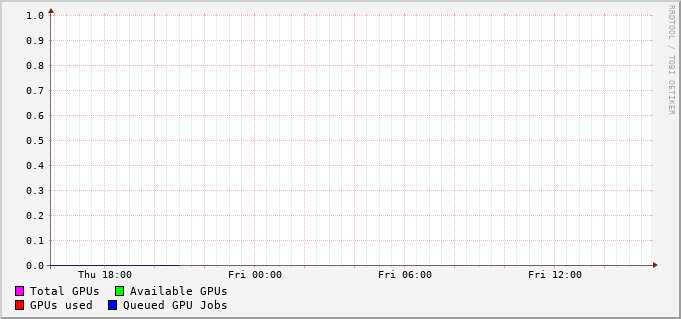 RRDTOOL / TOBI OETIKER
1.0
0.9
0.8
0.7
0.6
0.5
0.4
0.3
0.2
0.1
0.0
Thu 18:00 Fri 00:00 Fri 06:00 Fri 12:00
Total GPUs Available GPUs
GPUs used Queued GPU Jobs